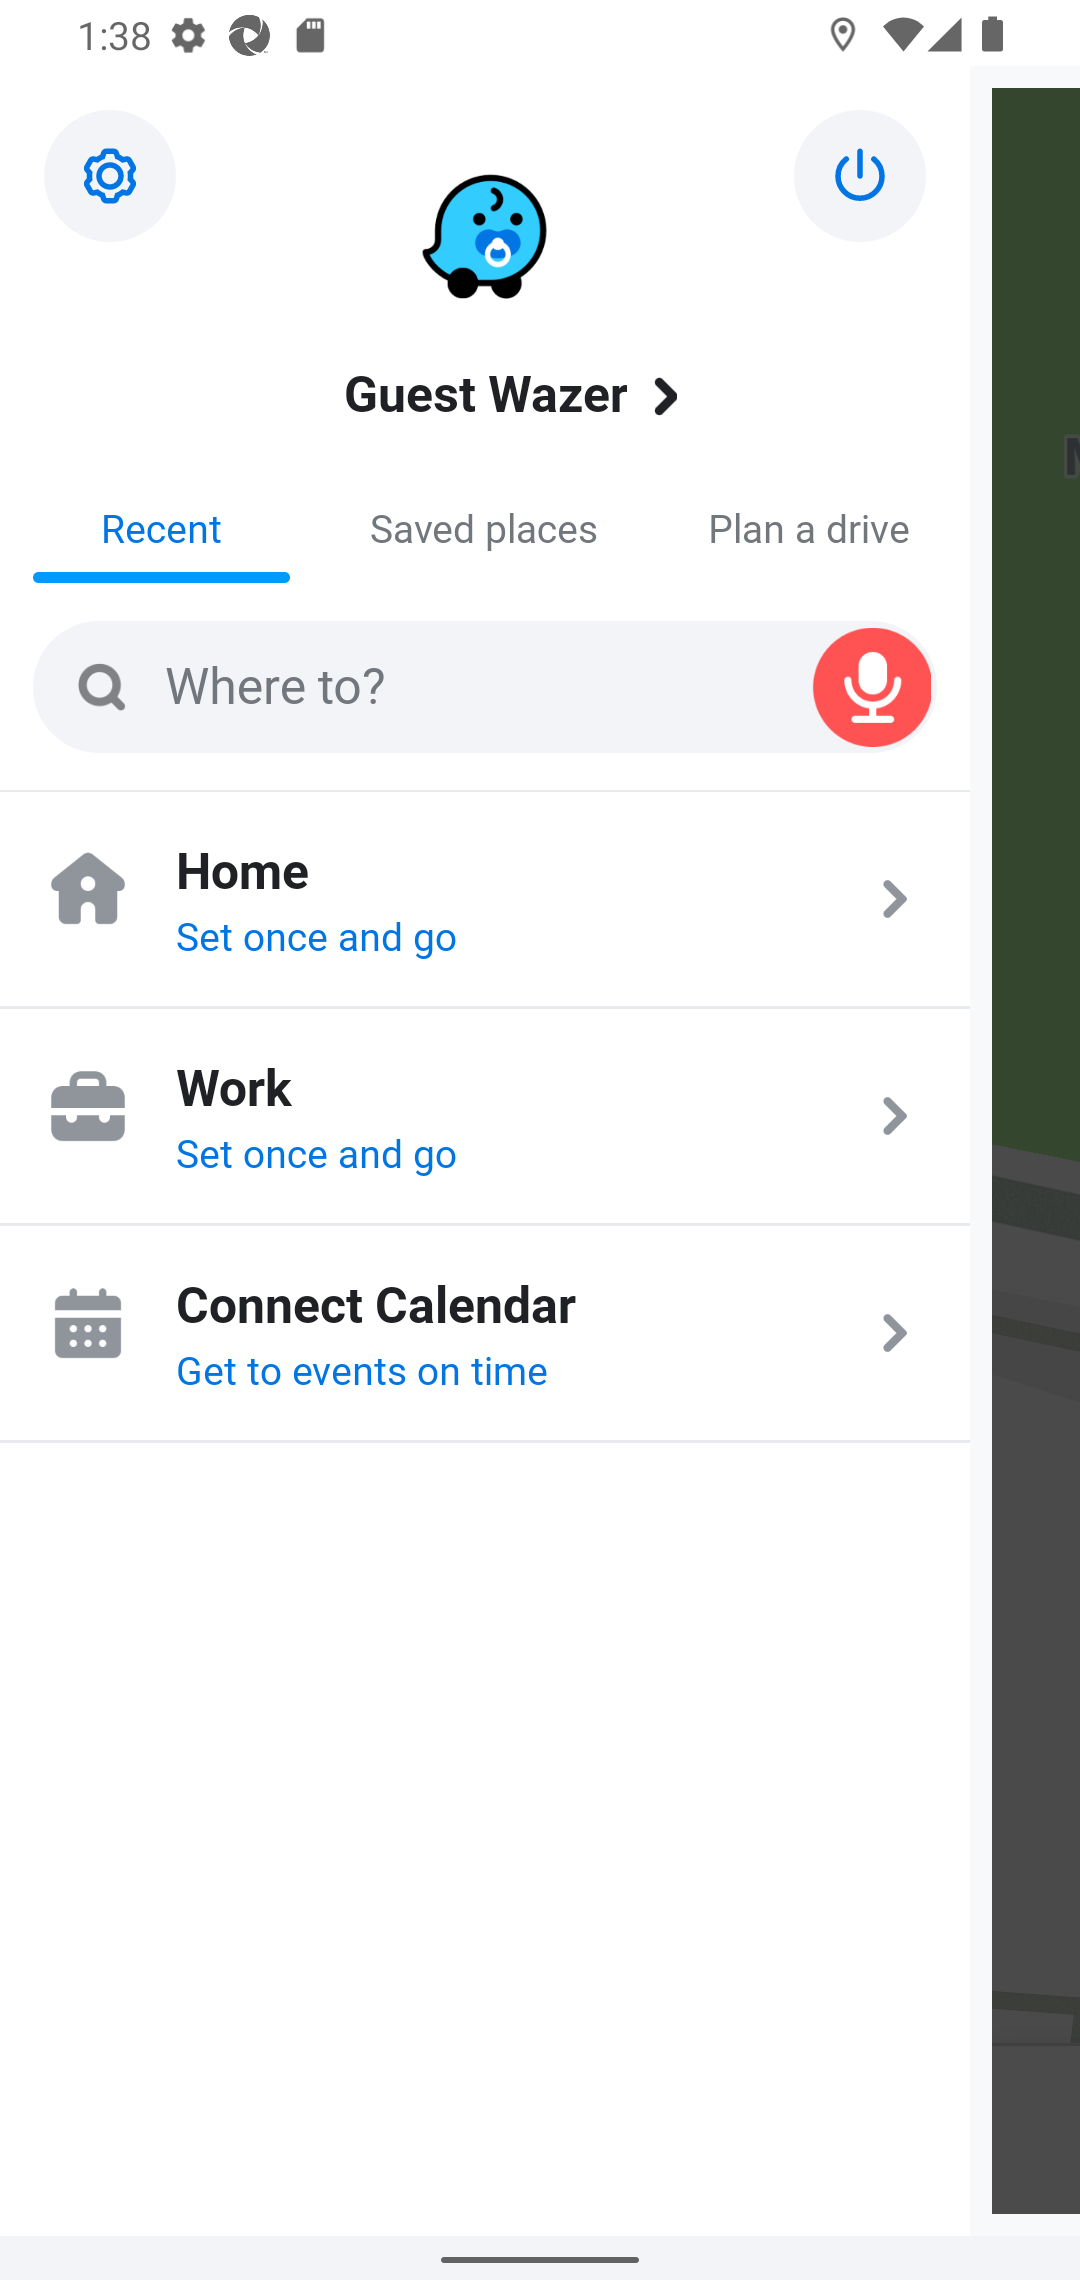 1:38
Guest Wazer
Recent
Saved places
Plan a drive
Where to?
Home
Set once and go
Work
Set once and go
Connect Calendar
Get to events on time